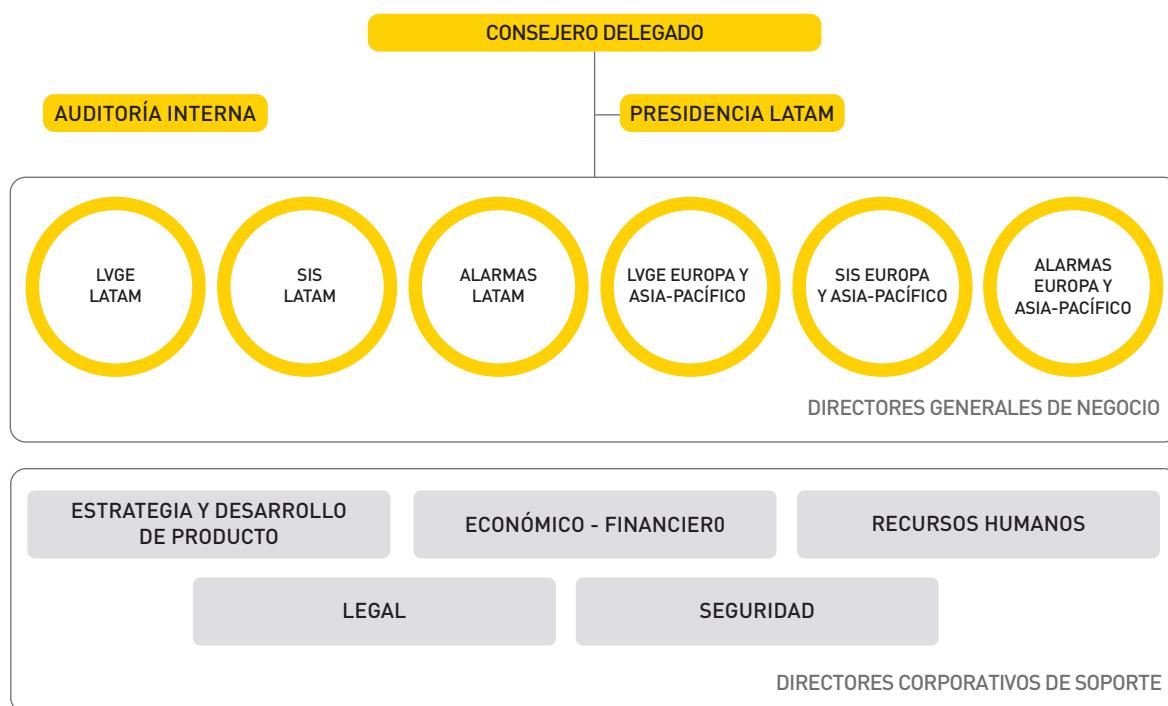 CONSEJERO DELEGADO
AUDITORÍA INTERNA
PRESIDENCIA LATAM
LVGE
LATAM
SIS
LATAM
ALARMAS
LATAM
LVGE EUROPA Y
ASIA-PACÍFICO
SIS EUROPA
Y ASIA-PACÍFICO
ALARMAS
EUROPA Y
ASIA-PACÍFICO
DIRECTORES GENERALES DE NEGOCIO
ESTRATEGIA Y DESARROLLO
DE PRODUCTO
ECONÓMICO - FINANCIER0
RECURSOS HUMANOS
LEGAL
SEGURIDAD
DIRECTORES CORPORATIVOS DE SOPORTE